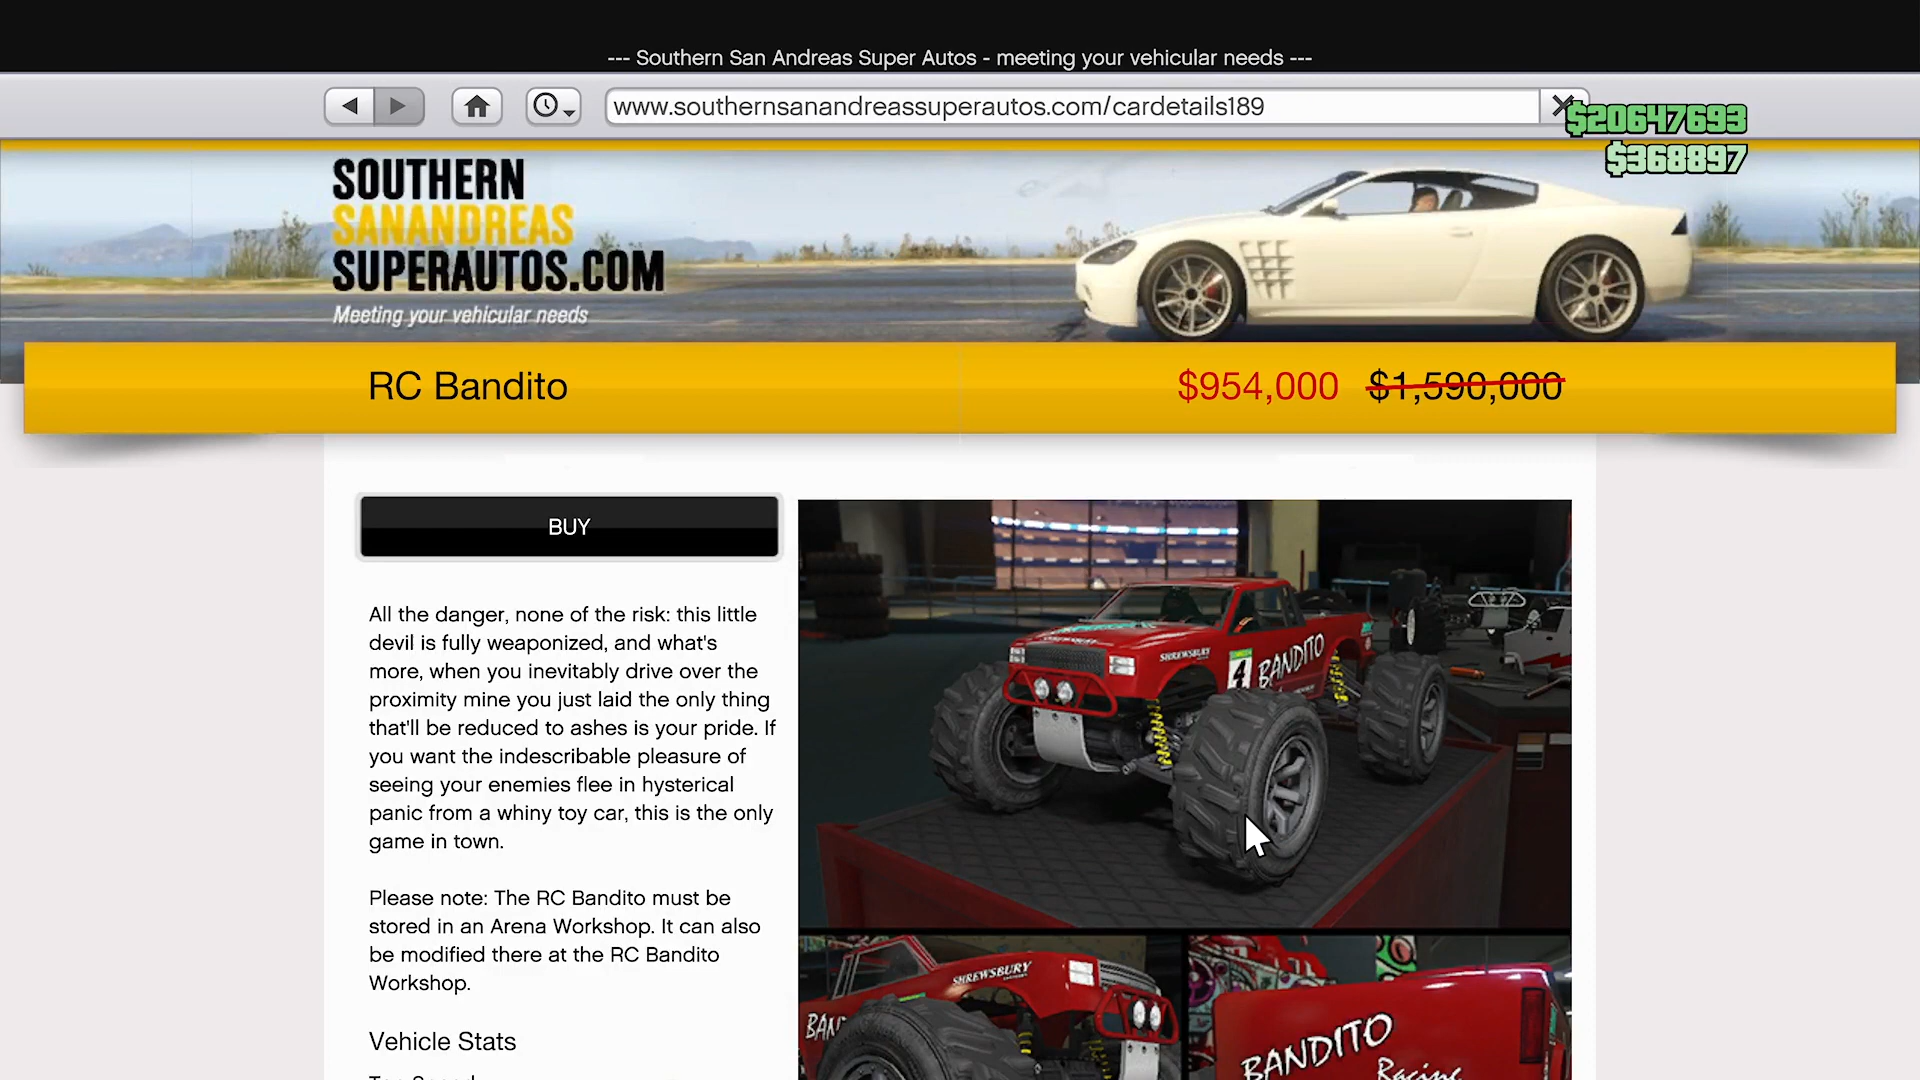 --- Southern San Andreas Super Autos - meeting your vehicular needs ---
www.southernsanandreassuperautos.com/cardetails189
$20647693
$368897
SOUTHERN
SANANDREAS
SUPERAUTOS.COM
Meeting your vehicular needs
RC Bandito
$954,000 $1,590,000
BUY
All the danger, none of the risk: this little
devil is fully weaponized, and what's
more, when you inevitably drive over the
proximity mine you just laid the only thing
that'll be reduced to ashes is your pride. If
you want the indescribable pleasure of
seeing your enemies flee in hysterical
panic from a whiny toy car, this is the only
game in town.
Please note: The RC Bandito must be
stored in an Arena Workshop. It can also
be modified there at the RC Bandito
Workshop.
Vehicle Stats
SHREWSBURY
4
BANDITO
SHREWSBURY
BANDITO
Racing